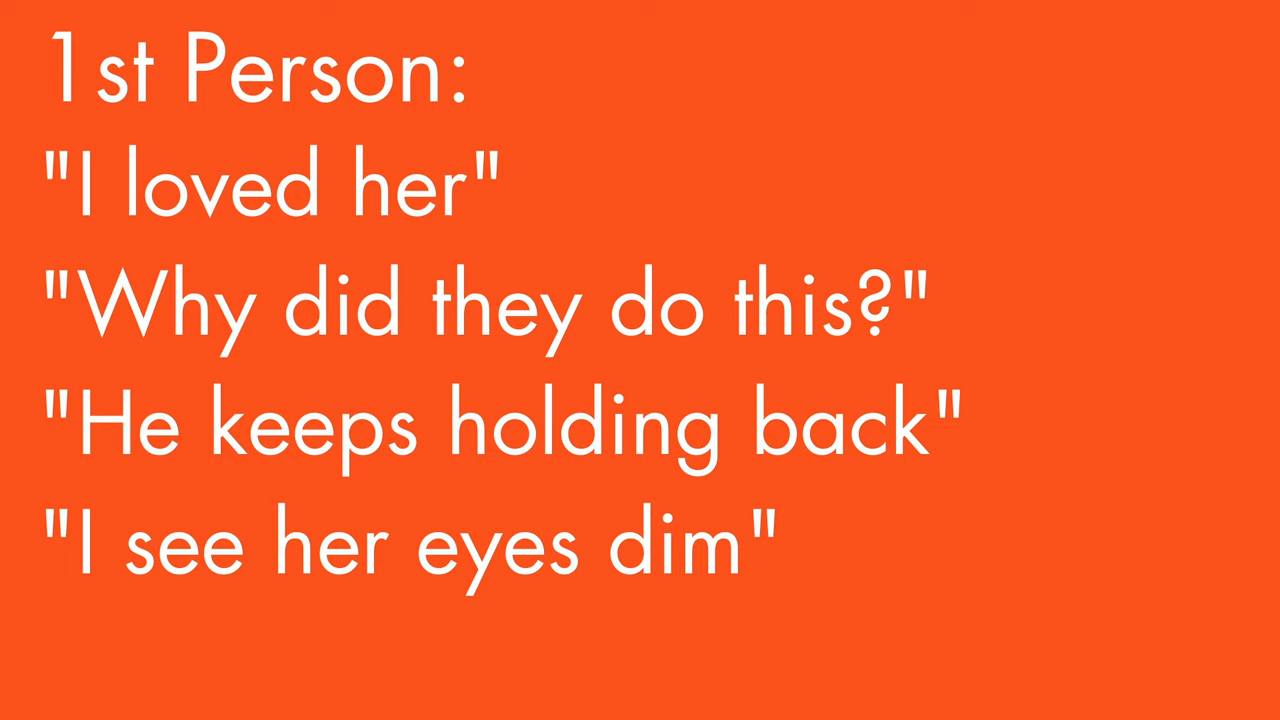 1st Person:
"I loved her"
"Why did they do this?"
"He keeps holding back"
"I see her eyes dim"